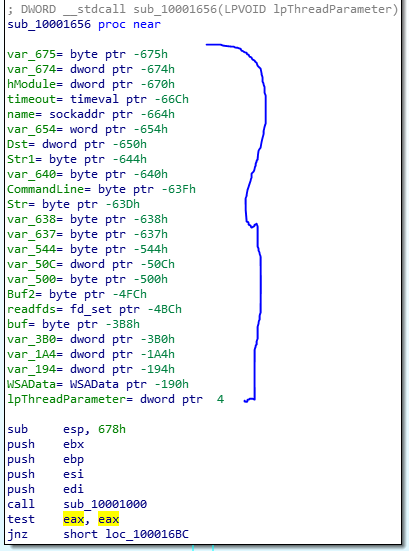 ; DWORD __stdcall sub_10001656(LPVOID lpThreadParameter)
sub_10001656 proc near
var_675= byte ptr -675h
var_674= dword ptr -674h
hModule= dword ptr -670h
timeout= timeval ptr -66Ch
name= sockaddr ptr -664h
var_654= word ptr -654h
Dst= dword ptr -650h
Str1= byte ptr -644h
var_640= byte ptr -640h
CommandLine= byte ptr -63Fh
Str= byte ptr -63Dh
var_638= byte ptr -638h
var_637= byte ptr -637h
var_544= byte ptr -544h
var_50C= dword ptr -50Ch
var_500= byte ptr -500h
Buf2= byte ptr -4FCh
readfds= fd_set ptr -4BCh
buf= byte ptr -3B8h
var_3B0= dword ptr -3B0h
var_1A4= dword ptr -1A4h
var_194= dword ptr -194h
WSAData= WSAData ptr -190h
lpThreadParameter= dword ptr  4
sub     esp, 678h
push    ebx
push    ebp
push    esi
push    edi
call    sub_10001000
test    eax, eax
jnz     short loc_100016BC